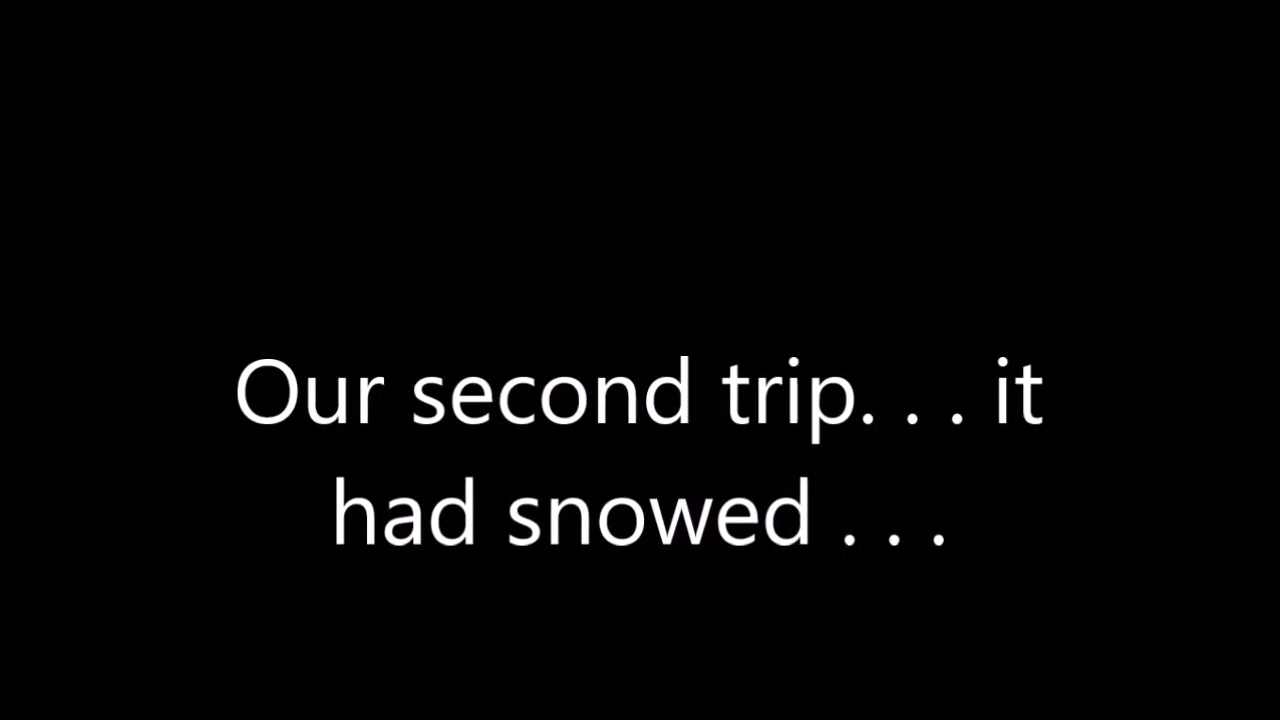 Our second trip. . . it
had snowed . . .